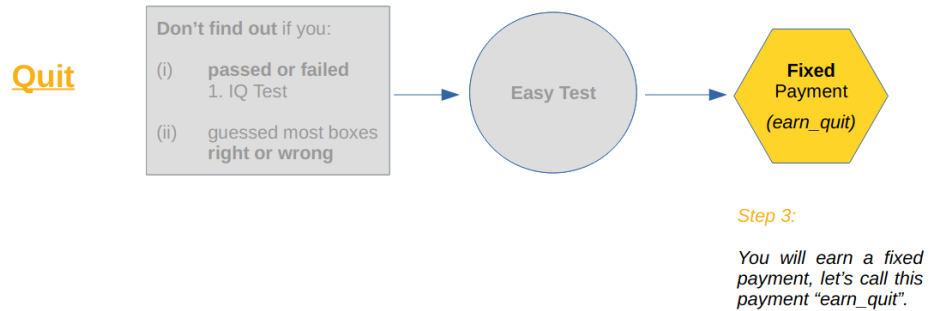 Quit
Don't find out if you:
(i) passed or failed
1. IQ Test
(ii) guessed most boxes
right or wrong
Easy Test
Fixed
Payment
(earn_quit)
Step 3:
You will earn a fixed
payment, let's call this
payment “earn_quit”.